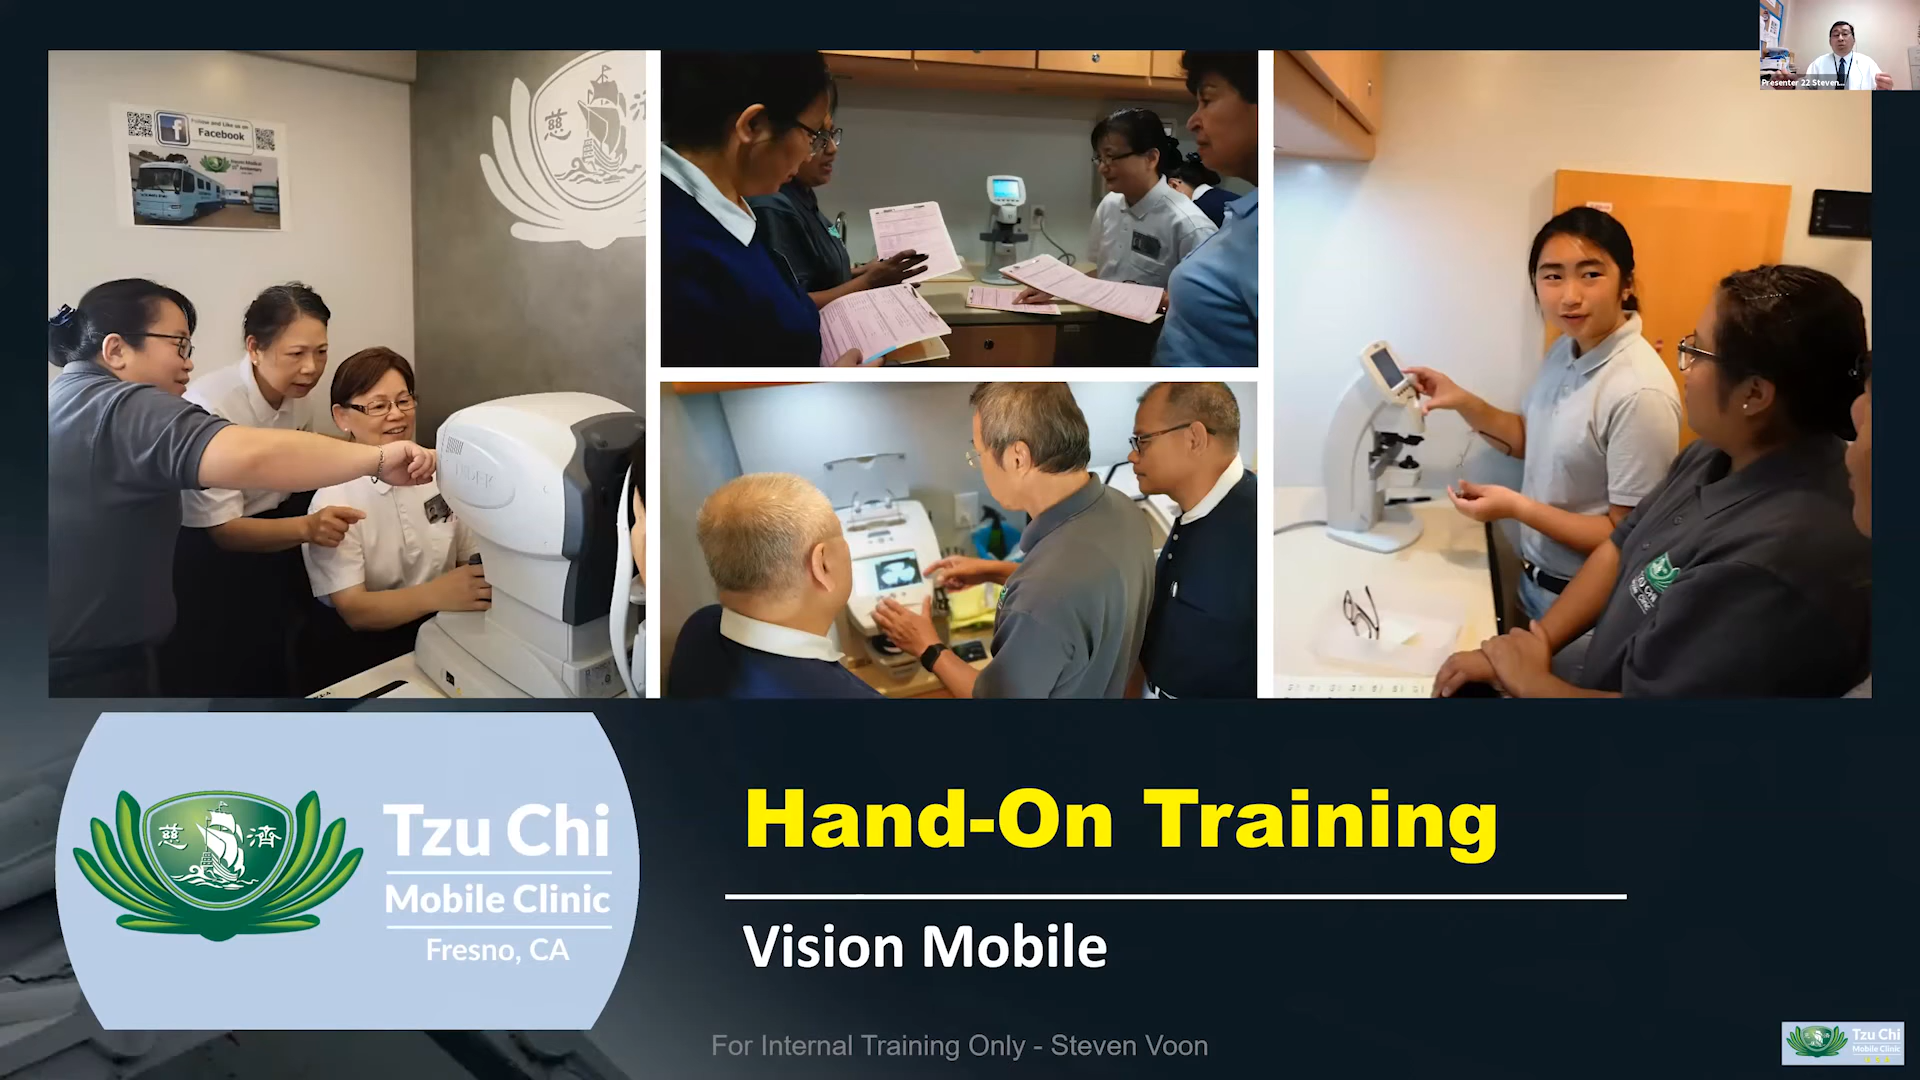 Presenter 22 Steven...
Follow and Like us on
Facebook
慈
慈 濟
Tzu Chi
Mobile Clinic
Fresno, CA
Hand-On Training
Vision Mobile
For Internal Training Only - Steven Voon
Tzu Chi
Mobile Clinic